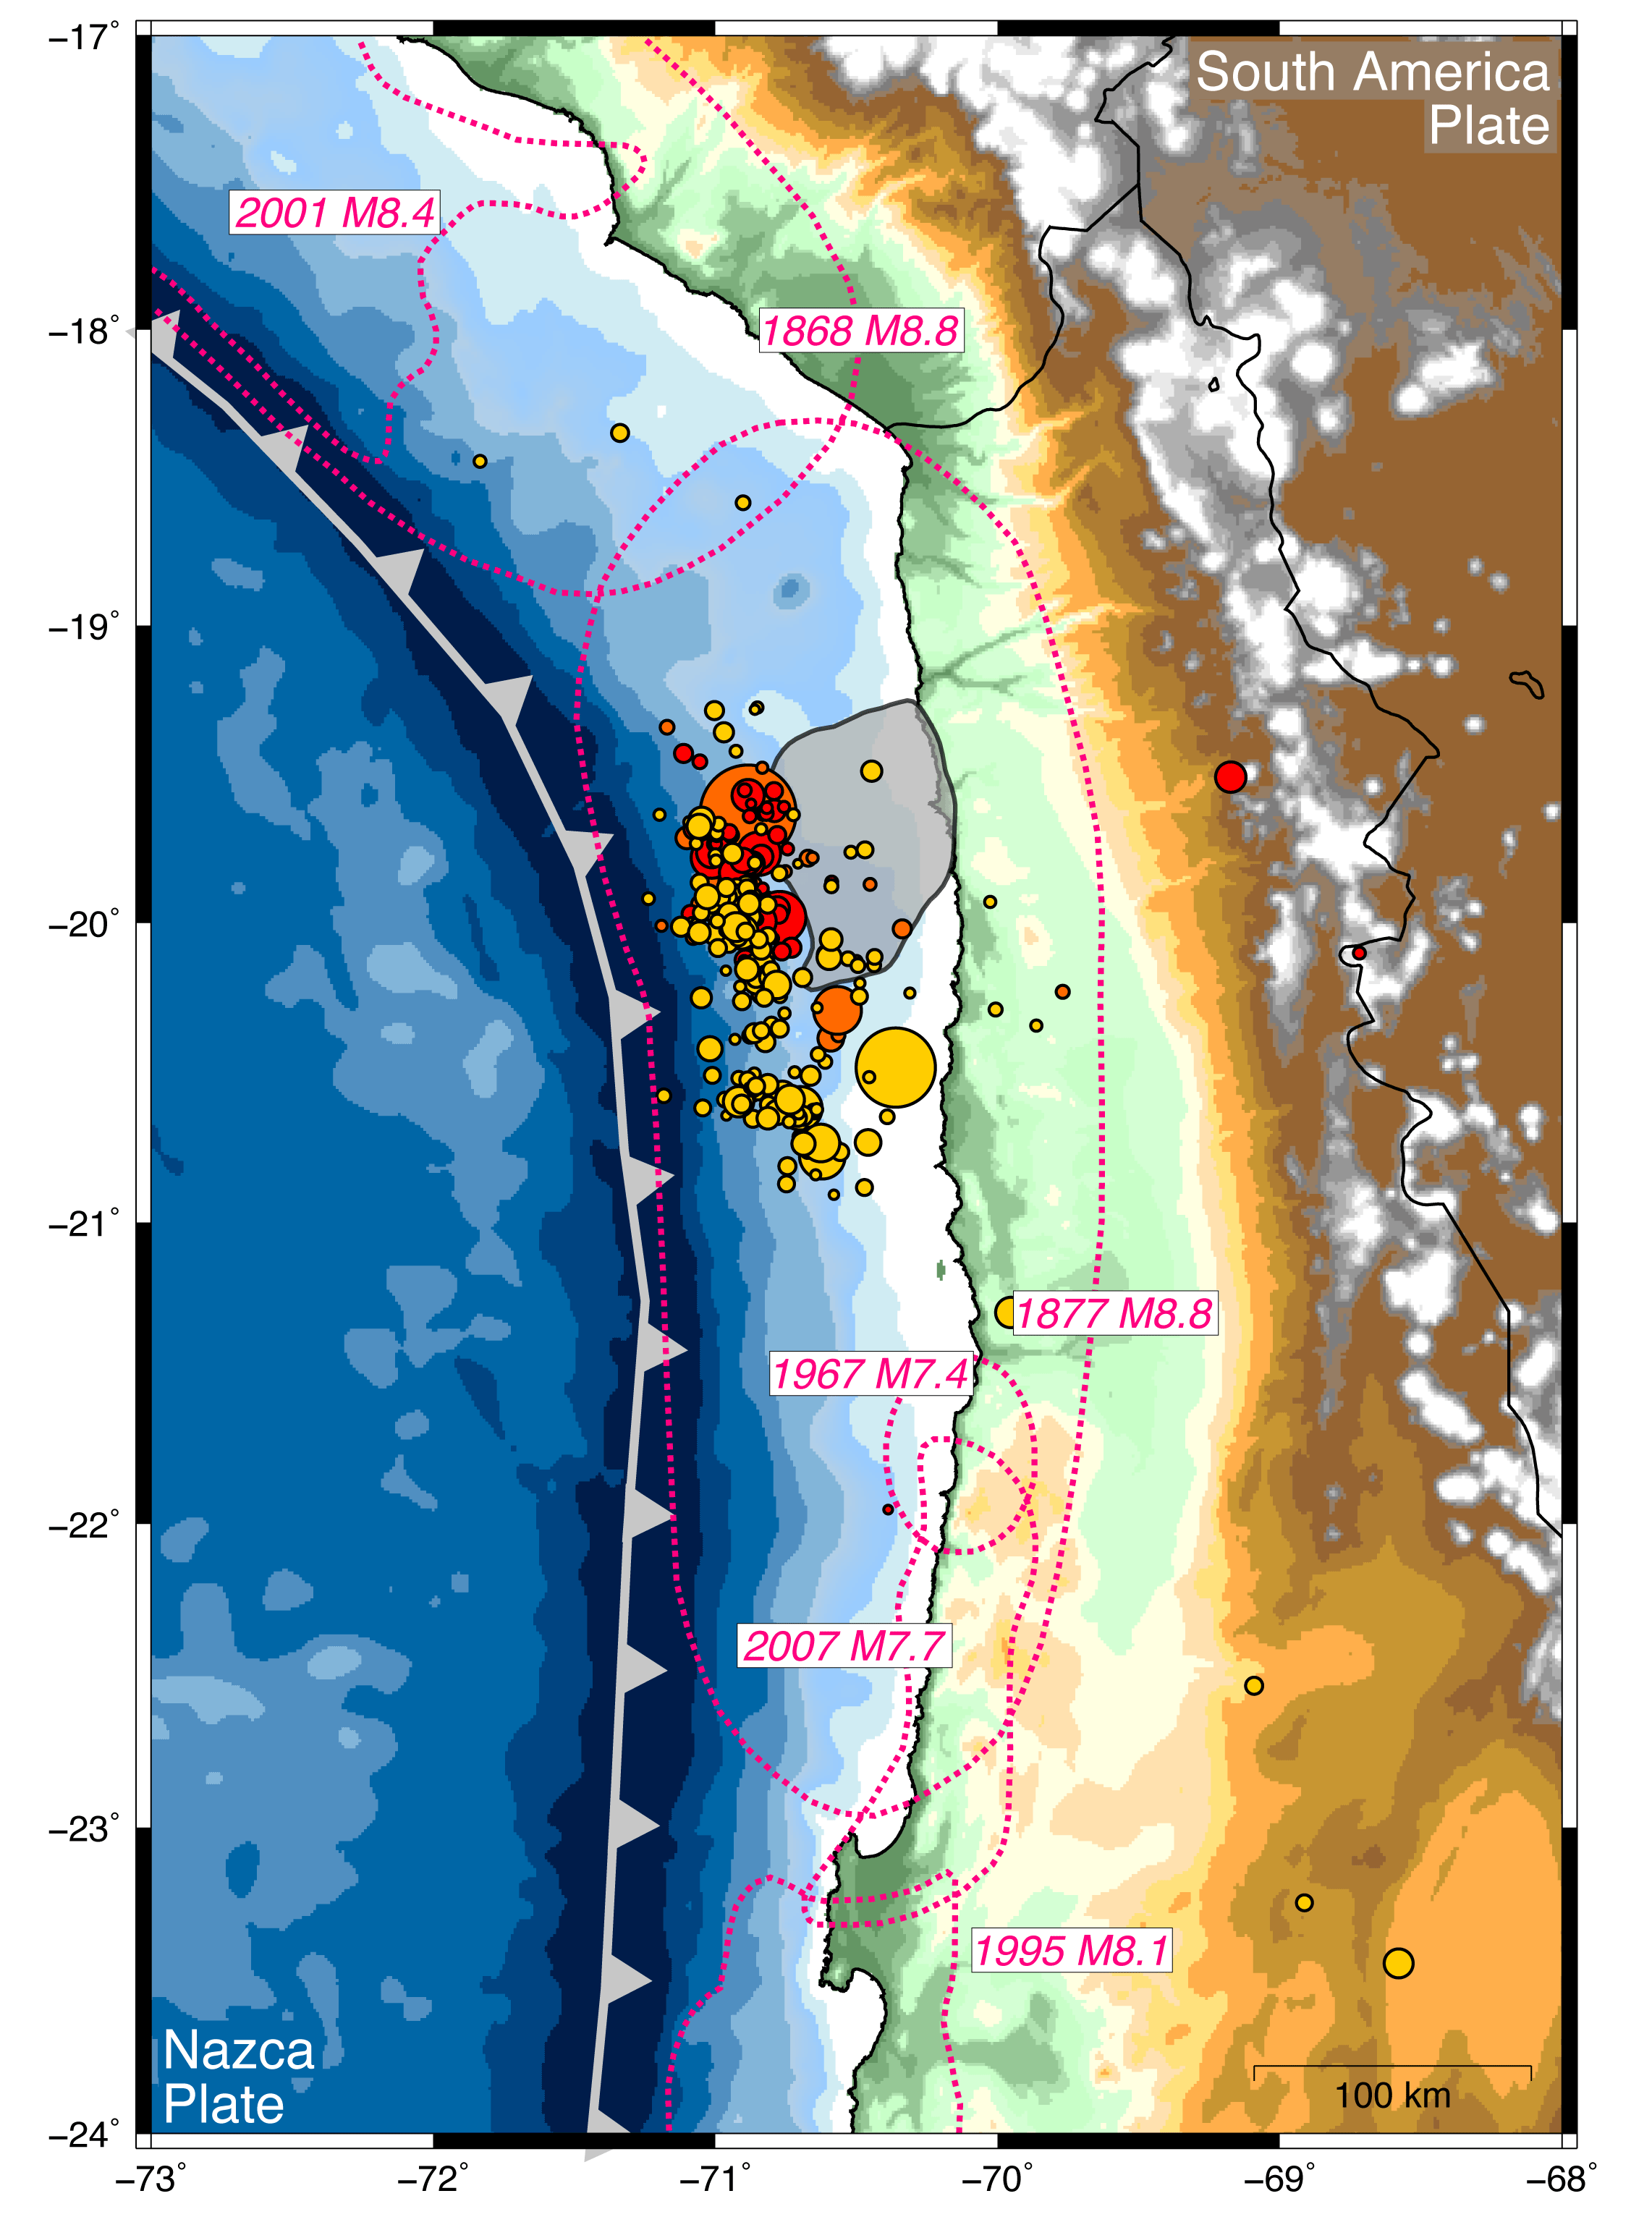 −17°
South America
Plate
2001 M8.4
−18°
1868 M8.8
−19°
−20°
−21°
1877 M8.8
1967 M7.4
−22°
2007 M7.7
−23°
1995 M8.1
Nazca
Plate
100 km
−24°
−73°
−72°
−71°
−70°
−69°
−68°